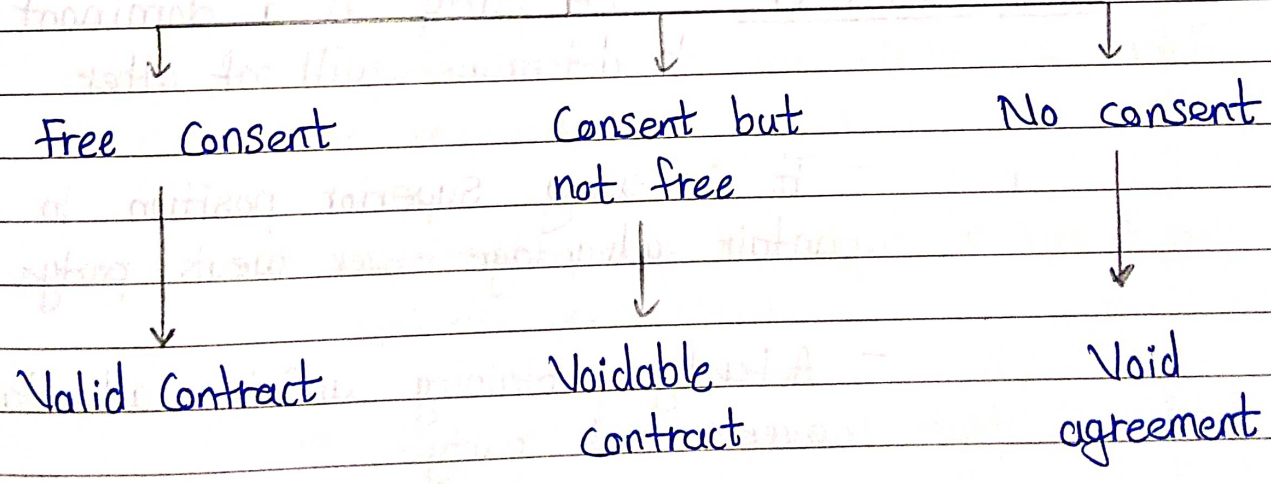 Free Consent
Consent but
not free
No consent
Valid Contract
Voidable
contract
Void
agreement